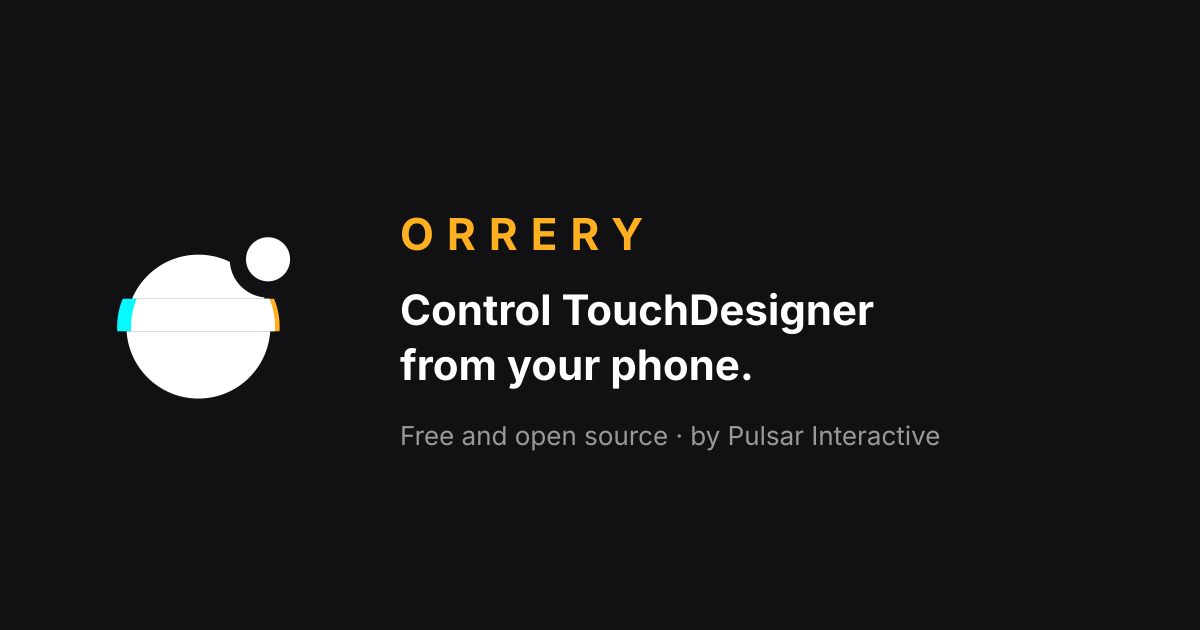 ORRERY
Control TouchDesigner
from your phone.
Free and open source · by Pulsar Interactive